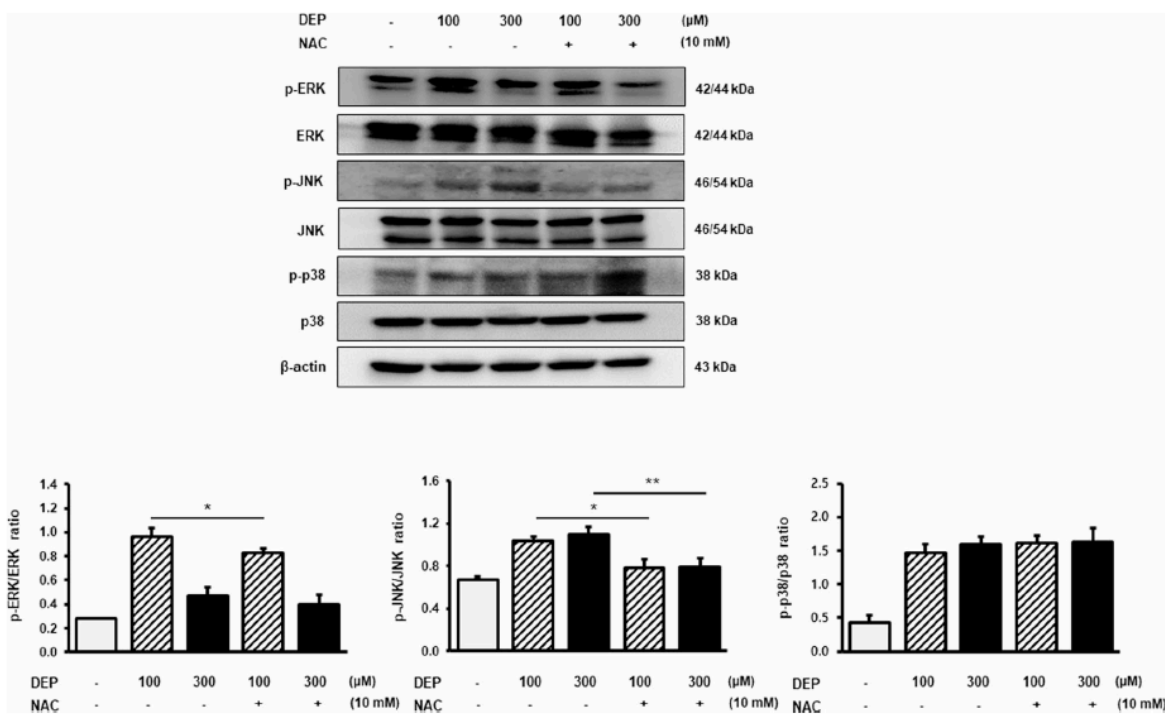 DEP - 100 300 100 300 (µM)
NAC - - - + + (10 mM)
p-ERK 42/44 kDa
ERK 42/44 kDa
p-JNK 46/54 kDa
JNK 46/54 kDa
p-p38 38 kDa
p38 38 kDa
β-actin 43 kDa
p-ERK/ERK ratio
1.4
1.2
1.0
0.8
0.6
0.4
0.2
0.0
*
DEP - 100 300 100 300 (µM)
NAC - - - + + (10 mM)
p-JNK/JNK ratio
1.6
1.2
0.8
0.4
0.0
**
*
DEP - 100 300 100 300 (µM)
NAC - - - + + (10 mM)
p-p38/p38 ratio
2.5
2.0
1.5
1.0
0.5
0.0
DEP - 100 300 100 300 (µM)
NAC - - - + + (10 mM)